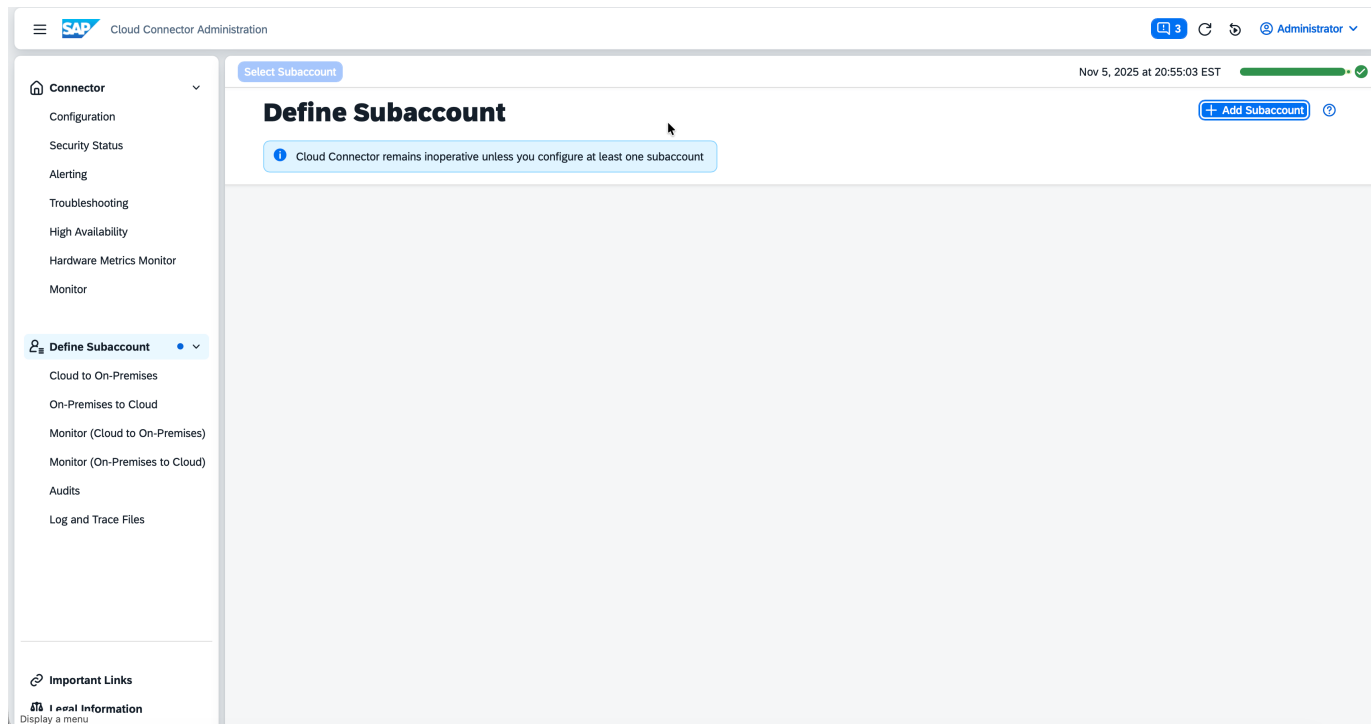 SAP Cloud Connector Administration 3 Administrator
Connector
Configuration
Security Status
Alerting
Troubleshooting
High Availability
Hardware Metrics Monitor
Monitor
Define Subaccount
Cloud to On-Premises
On-Premises to Cloud
Monitor (Cloud to On-Premises)
Monitor (On-Premises to Cloud)
Audits
Log and Trace Files
Important Links
Legal Information
Display a menu
Select Subaccount Nov 5, 2025 at 20:55:03 EST
Define Subaccount + Add Subaccount
Cloud Connector remains inoperative unless you configure at least one subaccount